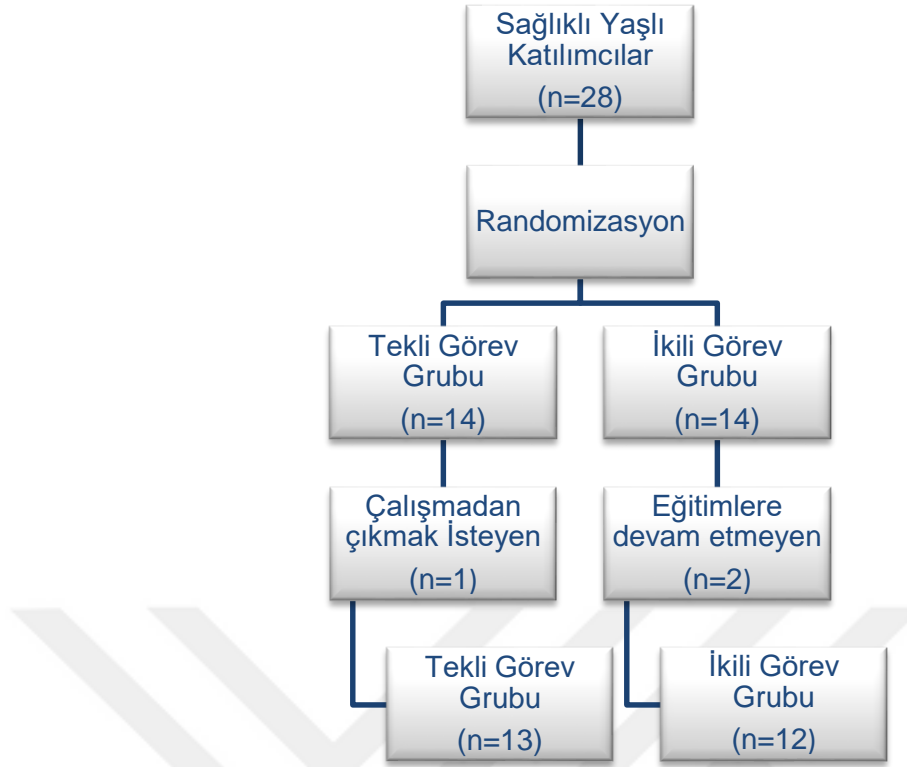 Sağlıklı Yaşlı
Katılımcılar
(n=28)
Randomizasyon
Tekli Görev
Grubu
(n=14)
İkili Görev
Grubu
(n=14)
Çalışmadan
çıkmak İsteyen
(n=1)
Eğitimlere
devam etmeyen
(n=2)
Tekli Görev
Grubu
(n=13)
İkili Görev
Grubu
(n=12)